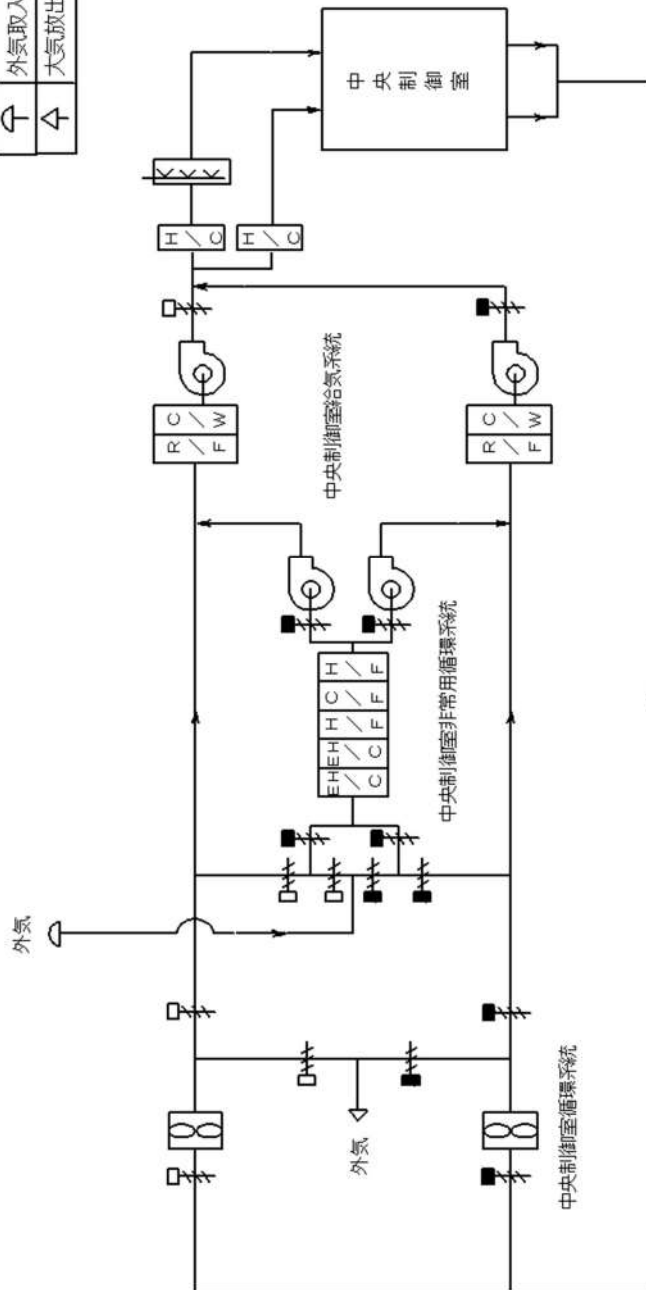 外気取入
大気放出
中央制御室
H/C
H/C
R/F
C/W
中央制御室給気系統
R/F
C/W
EH/C
EH/C
H/F
C/F
H/F
中央制御室非常用循環系統
外気
外気
中央制御室循環系統